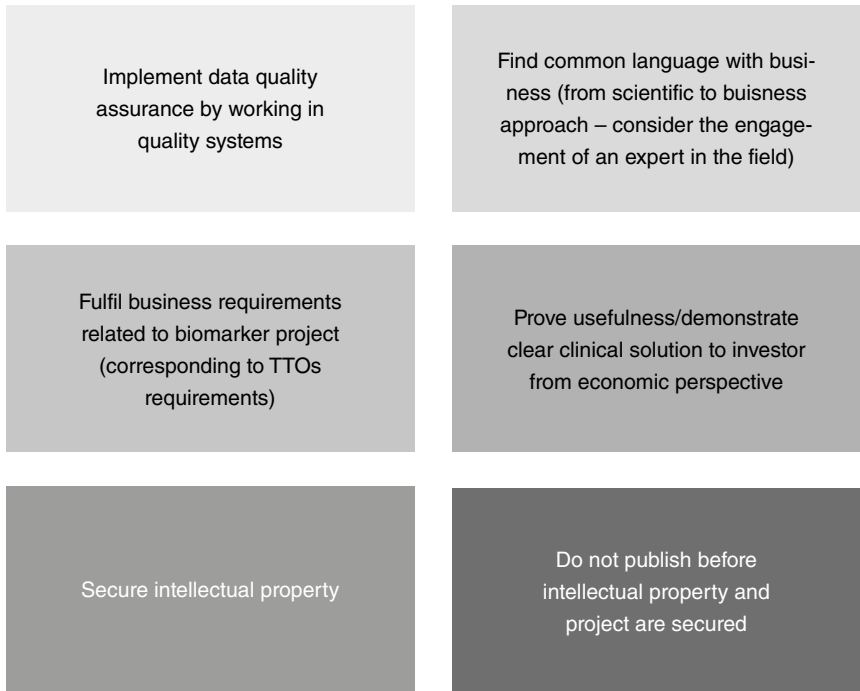 Implement data quality
assurance by working in
quality systems
Find common language with busi-
ness (from scientific to buisness
approach – consider the engage-
ment of an expert in the field)
Fulfil business requirements
related to biomarker project
(corresponding to TTOs
requirements)
Prove usefulness/demonstrate
clear clinical solution to investor
from economic perspective
Secure intellectual property
Do not publish before
intellectual property and
project are secured